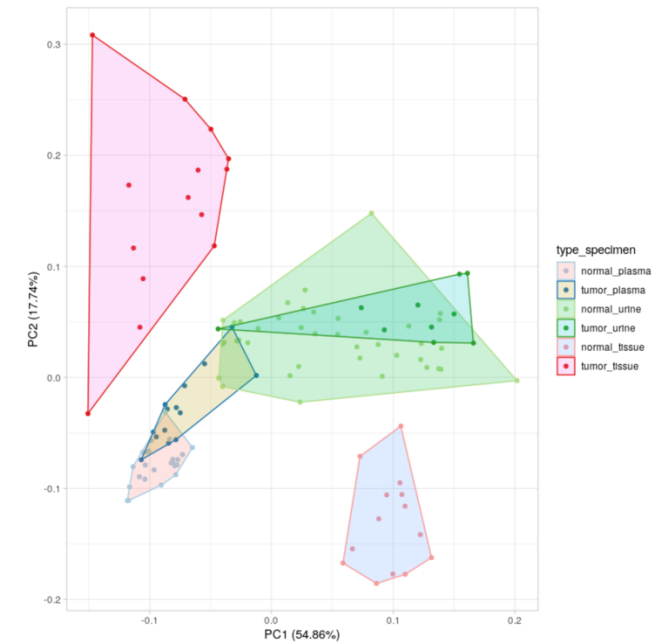 0.3
0.2
0.1
0.0
-0.1
-0.2
PC2 (17.74%)
-0.1
0.0
0.1
0.2
PC1 (54.86%)
type_specimen
normal_plasma
tumor_plasma
normal_urine
tumor_urine
normal_tissue
tumor_tissue